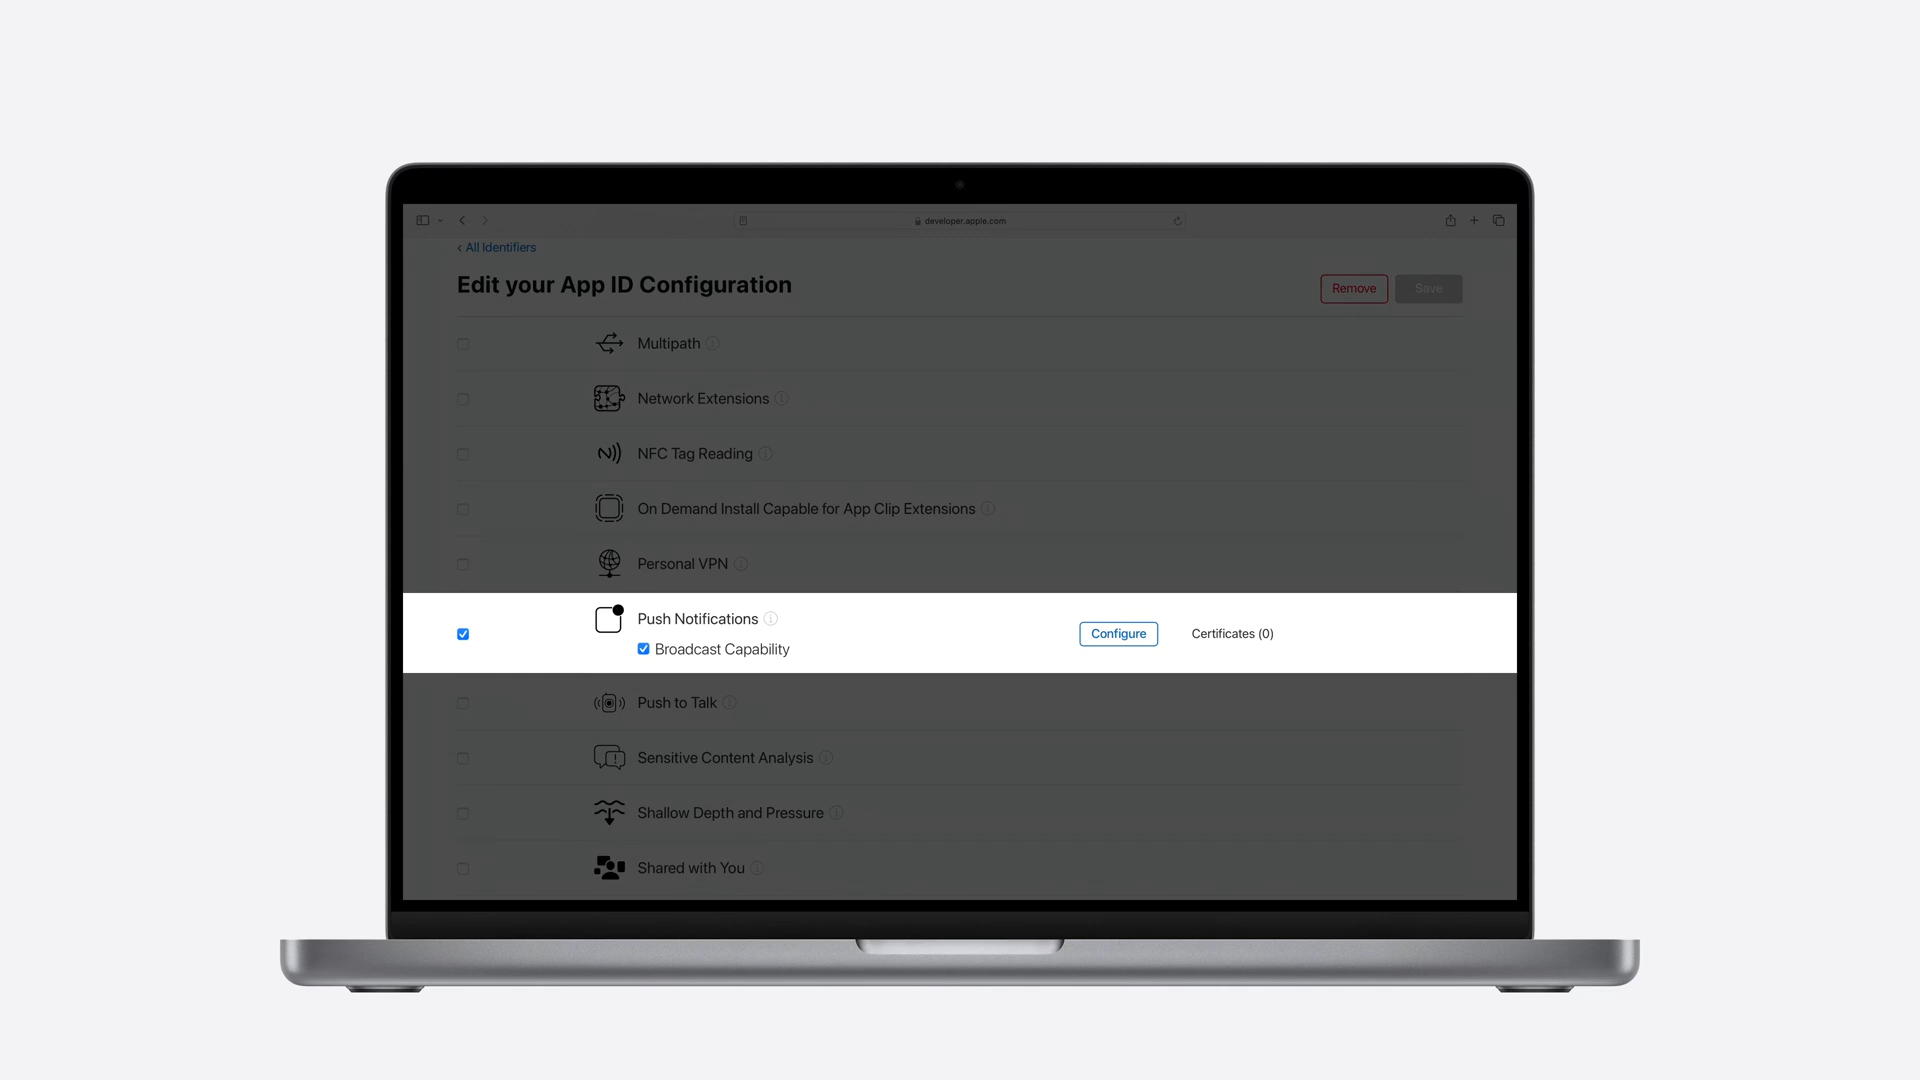 developer.apple.com
All Identifiers
Edit your App ID Configuration
Remove
Save
Multipath
Network Extensions
NFC Tag Reading
On Demand Install Capable for App Clip Extensions
Personal VPN
Push Notifications
Broadcast Capability
Configure
Certificates (0)
Push to Talk
Sensitive Content Analysis
Shallow Depth and Pressure
Shared with You